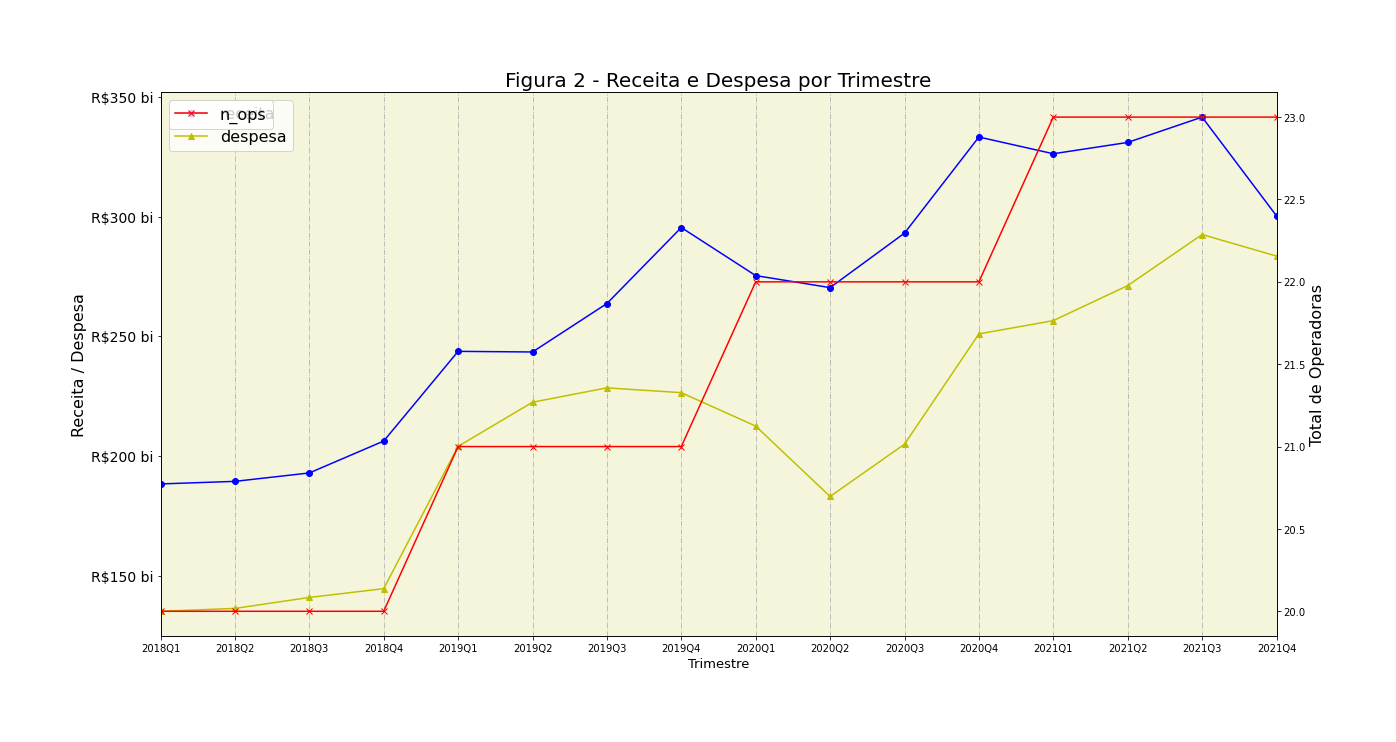 Figura 2 - Receita e Despesa por Trimestre
R$350 bi
R$300 bi
R$250 bi
R$200 bi
R$150 bi
Receita / Despesa
n_ops
receita
despesa
23.0
22.5
22.0
21.5
21.0
20.5
20.0
Total de Operadoras
2018Q1 2018Q2 2018Q3 2018Q4 2019Q1 2019Q2 2019Q3 2019Q4 2020Q1 2020Q2 2020Q3 2020Q4 2021Q1 2021Q2 2021Q3 2021Q4
Trimestre